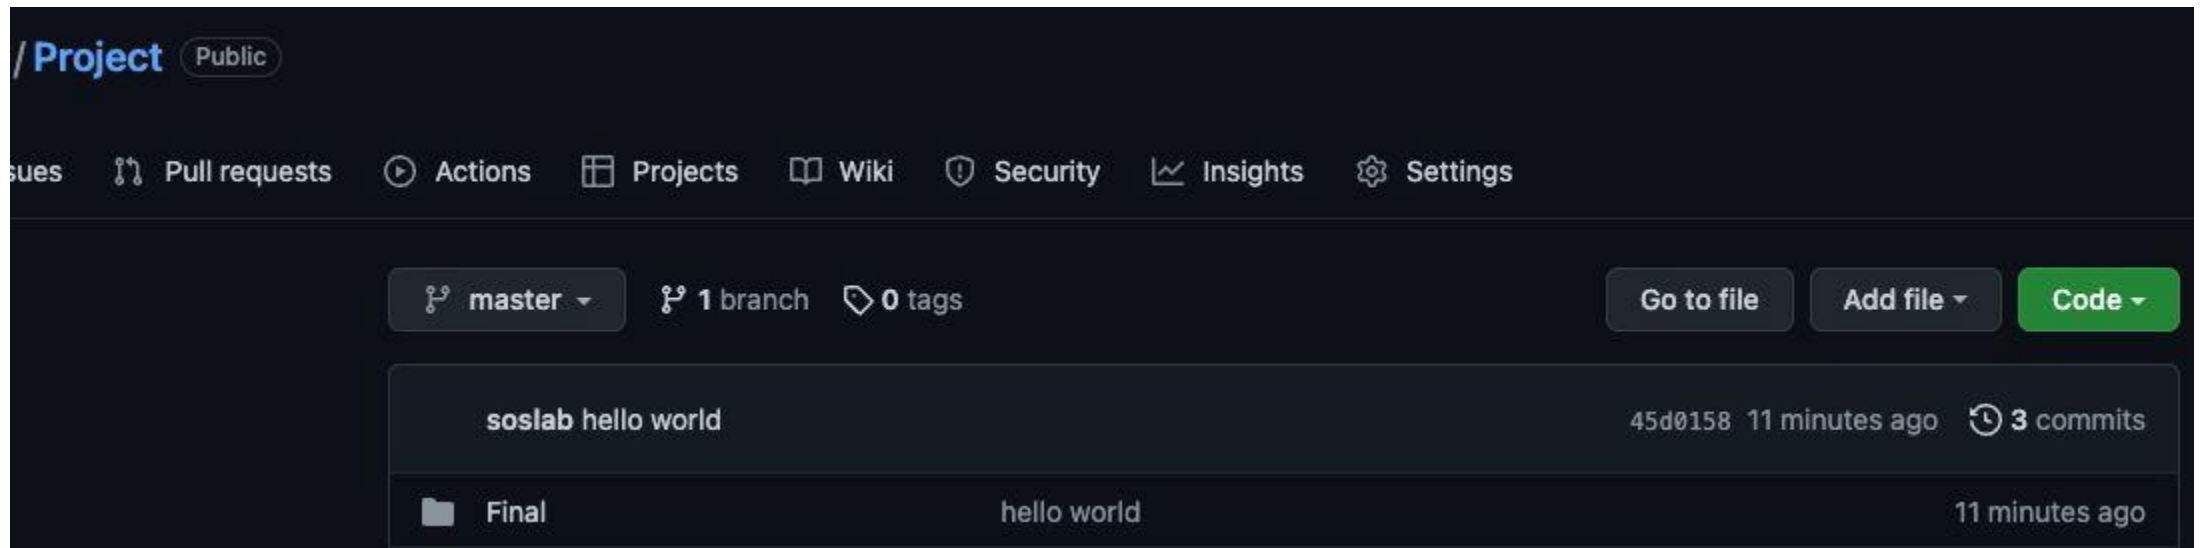 /Project Public
sues Pull requests Actions Projects Wiki Security Insights Settings
master 1 branch 0 tags Go to file Add file Code
soslab hello world 45d0158 11 minutes ago 3 commits
Final hello world 11 minutes ago